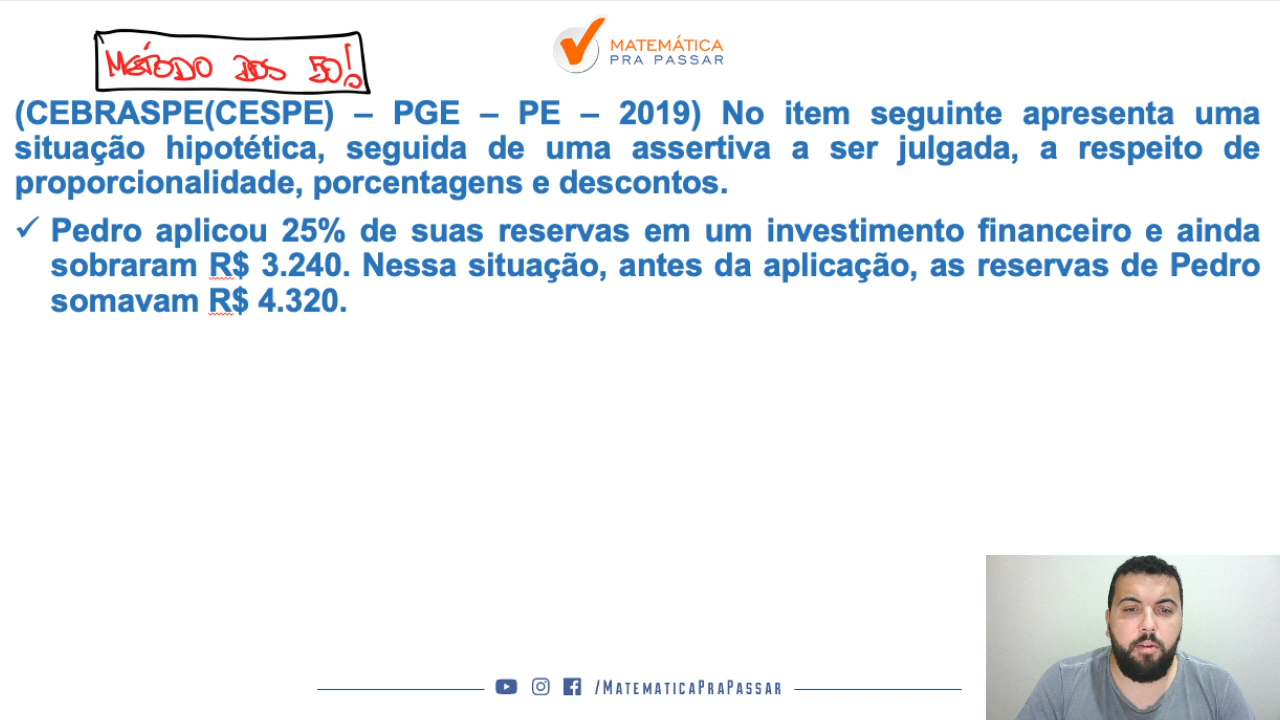 MÉTODO DOS 50!
MATEMÁTICA
PRA PASSAR
(CEBRASPE(CESPE) – PGE – PE – 2019) No item seguinte apresenta uma
situação hipotética, seguida de uma assertiva a ser julgada, a respeito de
proporcionalidade, porcentagens e descontos.
✓ Pedro aplicou 25% de suas reservas em um investimento financeiro e ainda
sobraram R$ 3.240. Nessa situação, antes da aplicação, as reservas de Pedro
somavam R$ 4.320.
/MATEMATICAPRAPASSAR